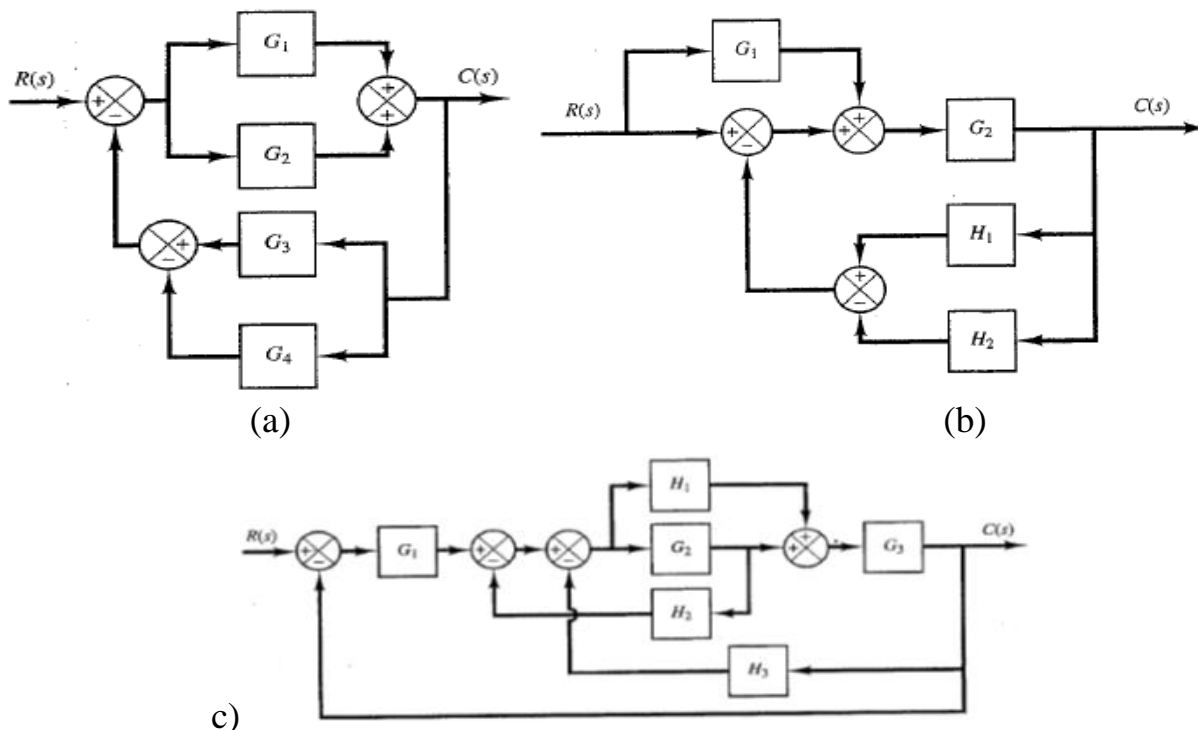 G₁
R(s)
C(s)
+
−
+
+
G₂
G₃
+
−
G₄
(a)
G₁
R(s)
C(s)
+
−
+
+
G₂
H₁
+
−
H₂
(b)
H₁
R(s)
C(s)
+
−
G₁
+
−
+
−
G₂
+
+
G₃
H₂
H₃
c)